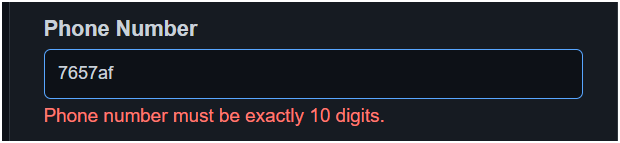 Phone Number
7657af
Phone number must be exactly 10 digits.